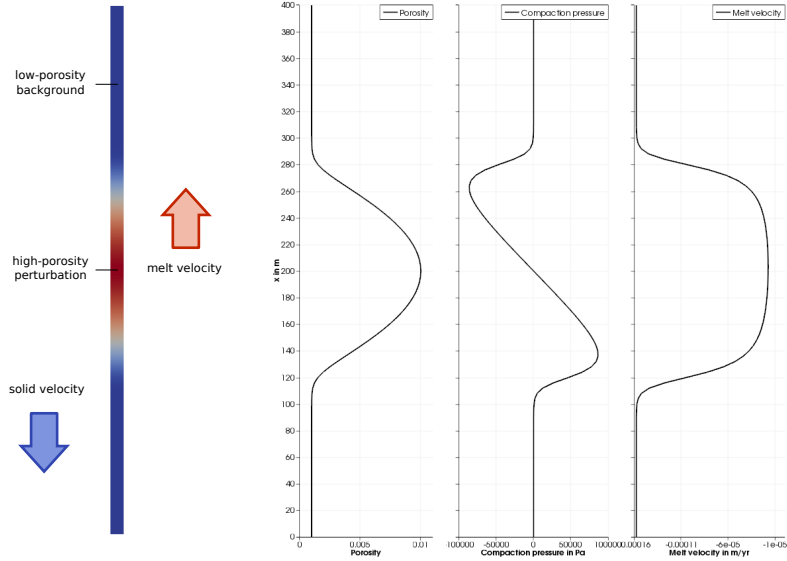 low-porosity
background
high-porosity
perturbation
melt velocity
solid velocity
x in m
400
380
360
340
320
300
280
260
240
220
200
180
160
140
120
100
80
60
40
20
0
Porosity
0.005
0.01
Porosity
Compaction pressure
-100000
-50000
0
50000
100000
Compaction pressure in Pa
Melt velocity
-0.00016
-0.00011
-6e-05
-1e-05
Melt velocity in m/yr